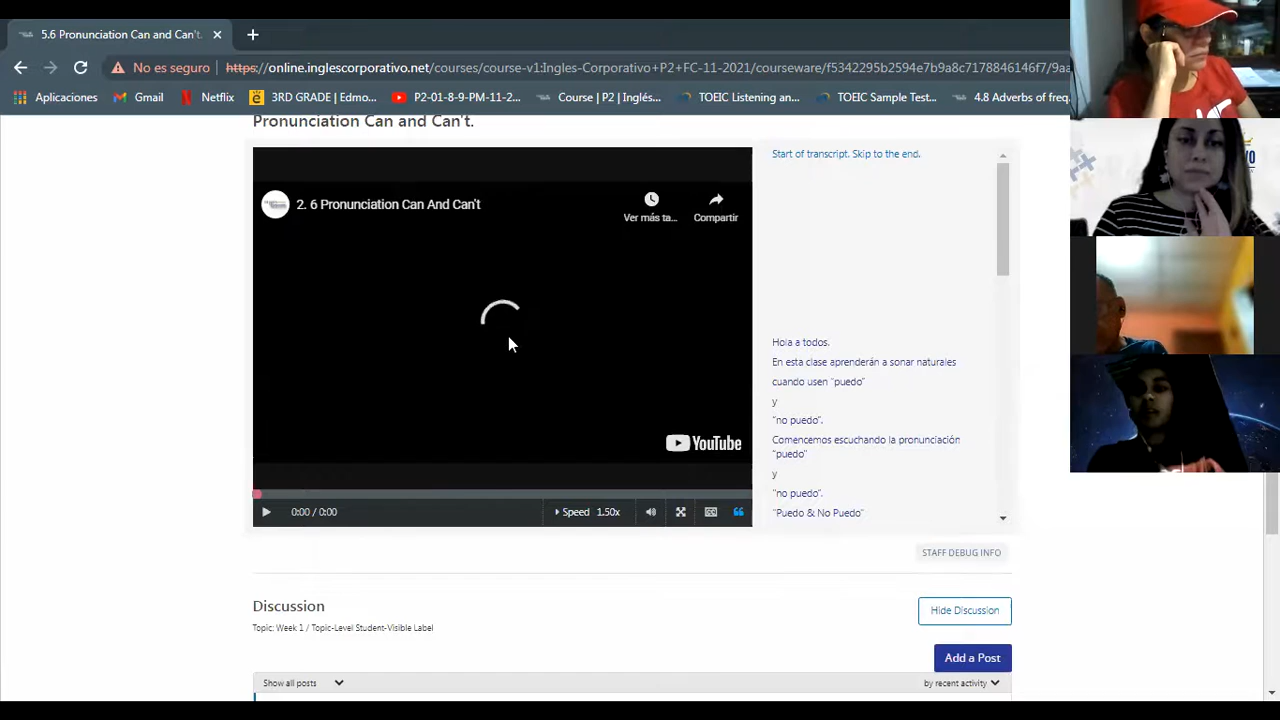 5.6 Pronunciation Can and Can't.
No es seguro
https://online.inglescorporativo.net/courses/course-v1:Ingles-Corporativo+P2+FC-11-2021/courseware/f5342295b2594e7b9a8c7178846146f7/9aa
Aplicaciones
Gmail
Netflix
3RD GRADE | Edmo...
P2-01-8-9-PM-11-2...
Course | P2 | Inglés...
TOEIC Listening an...
TOEIC Sample Test...
4.8 Adverbs of freq
Pronunciation Can and Can't.
2. 6 Pronunciation Can And Can't
Ver más ta...
Compartir
YouTube
0:00 / 0:00
Speed 1.50x
Start of transcript. Skip to the end.
Hola a todos.
En esta clase aprenderán a sonar naturales
cuando usen "puedo"
y
"no puedo".
Comencemos escuchando la pronunciación
"puedo"
y
"no puedo".
"Puedo & No Puedo"
STAFF DEBUG INFO
Discussion
Hide Discussion
Topic: Week 1 / Topic-Level Student-Visible Label
Add a Post
Show all posts
by recent activity